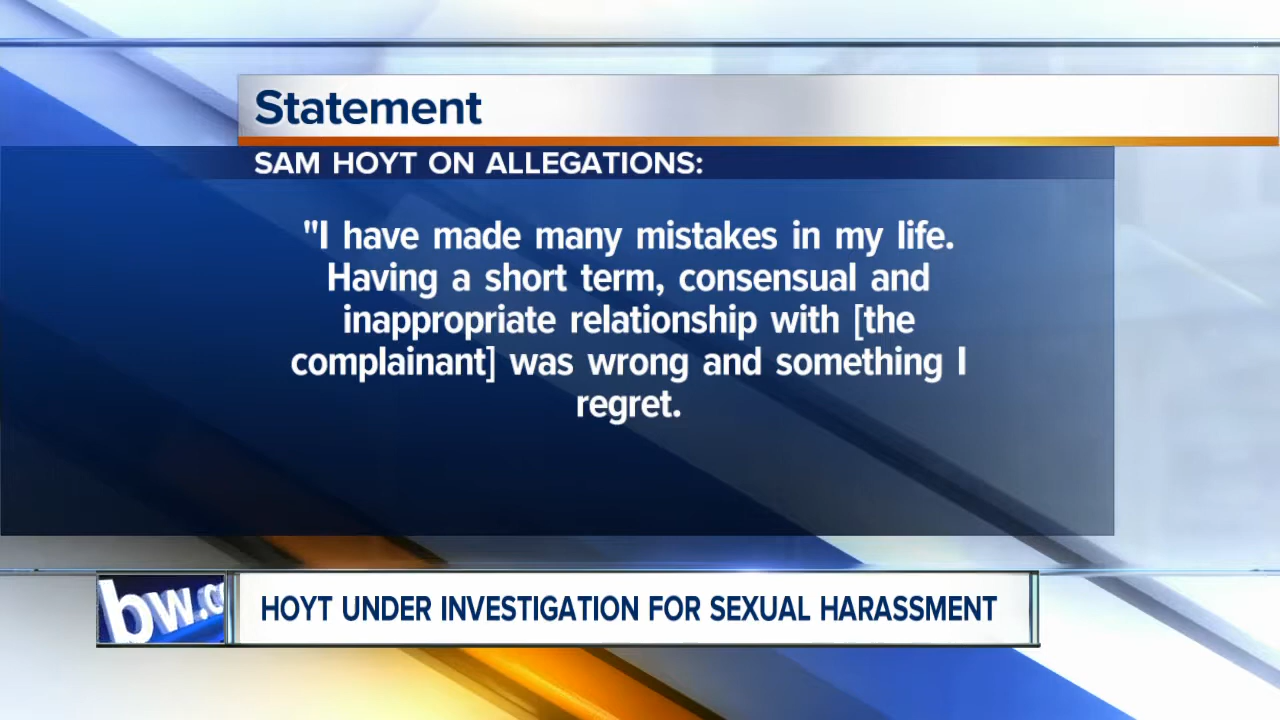 Statement
SAM HOYT ON ALLEGATIONS:
"I have made many mistakes in my life.
Having a short term, consensual and
inappropriate relationship with [the
complainant] was wrong and something I
regret.
bw.c
HOYT UNDER INVESTIGATION FOR SEXUAL HARASSMENT